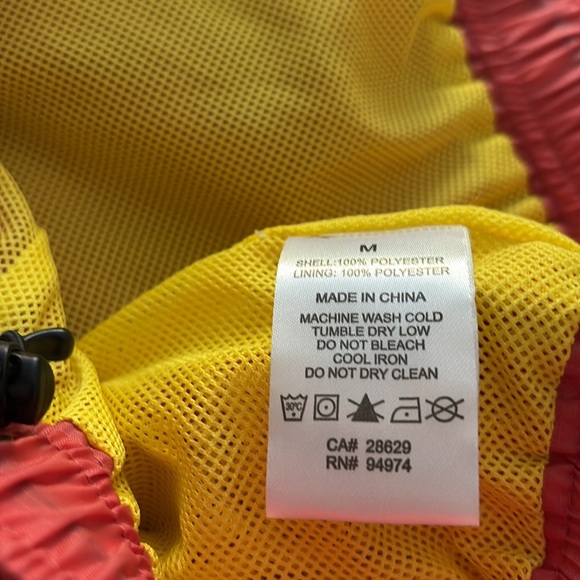 M
SHELL:100% POLYESTER
LINING: 100% POLYESTER
MADE IN CHINA
MACHINE WASH COLD
TUMBLE DRY LOW
DO NOT BLEACH
COOL IRON
DO NOT DRY CLEAN
30°C
CA# 28629
RN# 94974